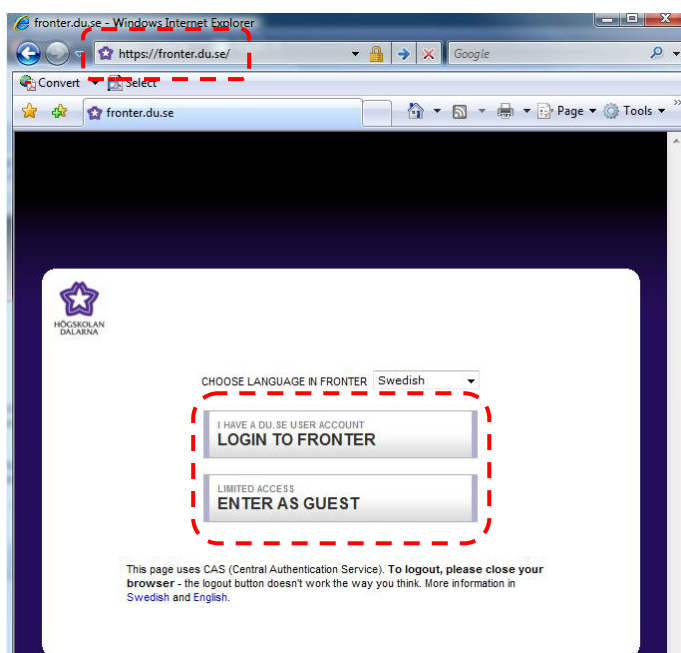 fronter.du.se - Windows Internet Explorer
https://fronter.du.se/
Google
Convert Select
fronter.du.se
Page Tools
HÖGSKOLAN
DALARNA
CHOOSE LANGUAGE IN FRONTER Swedish
I HAVE A DU.SE USER ACCOUNT
LOGIN TO FRONTER
LIMITED ACCESS
ENTER AS GUEST
This page uses CAS (Central Authentication Service). To logout, please close your
browser - the logout button doesn't work the way you think. More information in
Swedish and English.